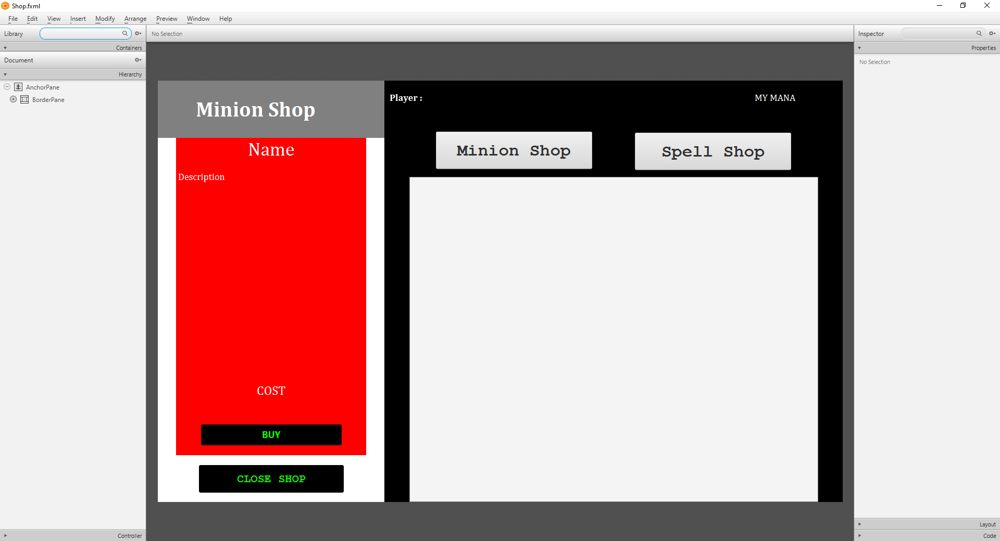 Shop.fxml
File Edit View Insert Modify Arrange Preview Window Help
Library
No Selection
Inspector
Containers
Properties
Document
No Selection
Hierarchy
AnchorPane
BorderPane
Minion Shop
Player :
MY MANA
Name
Minion Shop
Spell Shop
Description
COST
BUY
CLOSE SHOP
Layout
Controller
Code